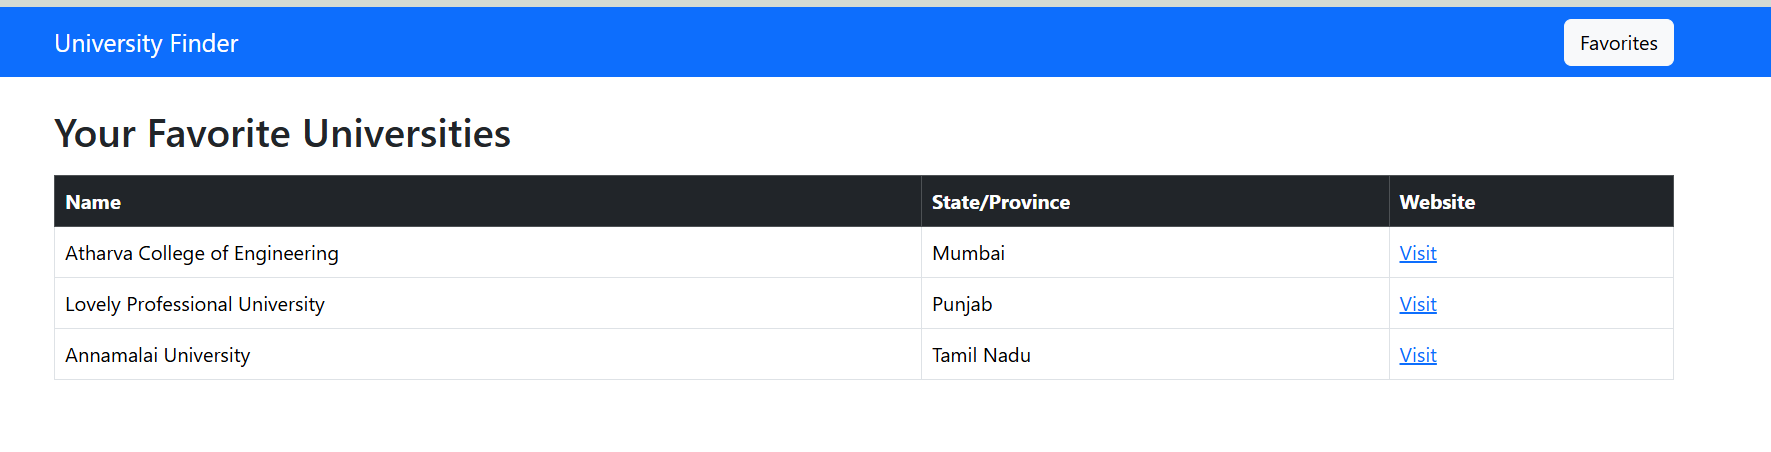 University Finder
Favorites
Your Favorite Universities
Name State/Province Website
Atharva College of Engineering Mumbai Visit
Lovely Professional University Punjab Visit
Annamalai University Tamil Nadu Visit